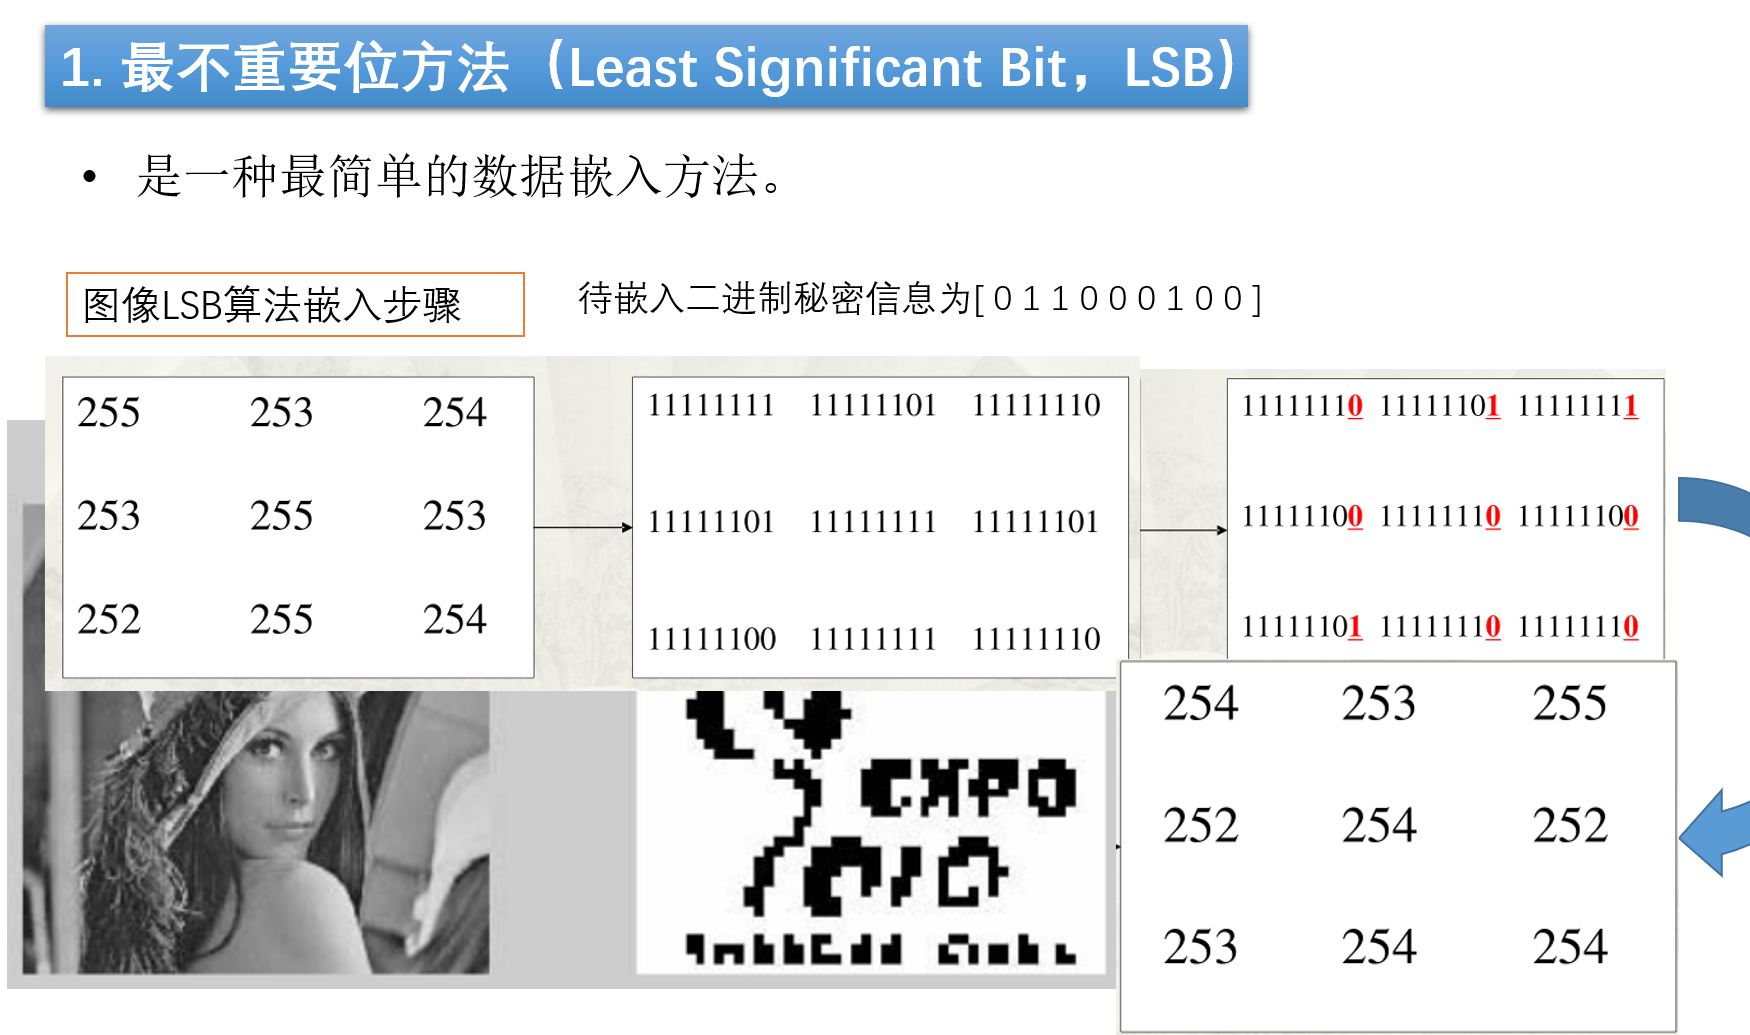 1. 最不重要位方法（Least Significant Bit，LSB）
• 是一种最简单的数据嵌入方法。
图像LSB算法嵌入步骤
待嵌入二进制秘密信息为[ 0 1 1 0 0 0 1 0 0 ]
255 253 254
253 255 253
252 255 254
11111111 11111101 11111110
11111101 11111111 11111101
11111100 11111111 11111110
11111110 11111101 11111111
11111100 11111110 11111100
11111101 11111110 11111110
EXPO
254 253 255
252 254 252
253 254 254